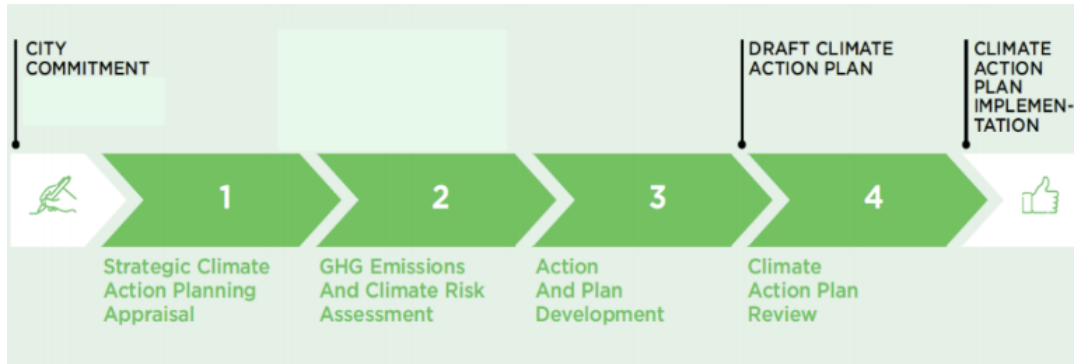 CITY
COMMITMENT
DRAFT CLIMATE
ACTION PLAN
CLIMATE
ACTION
PLAN
IMPLEMEN-
TATION
1
2
3
4
Strategic Climate
Action Planning
Appraisal
GHG Emissions
And Climate Risk
Assessment
Action
And Plan
Development
Climate
Action Plan
Review